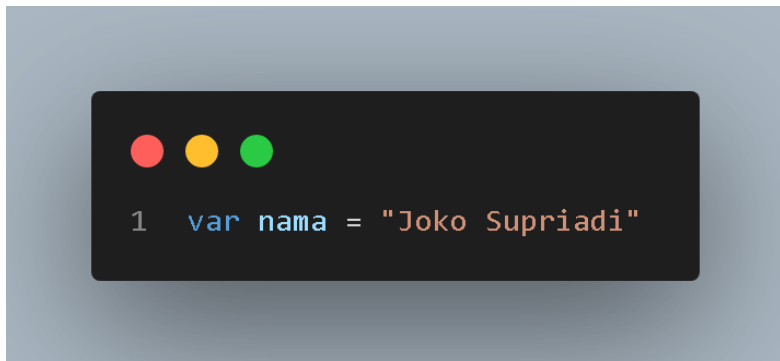 1 var nama = "Joko Supriadi"